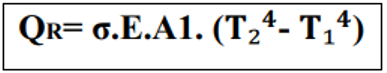 QR= σ.E.A1. (T₂⁴- T₁⁴)